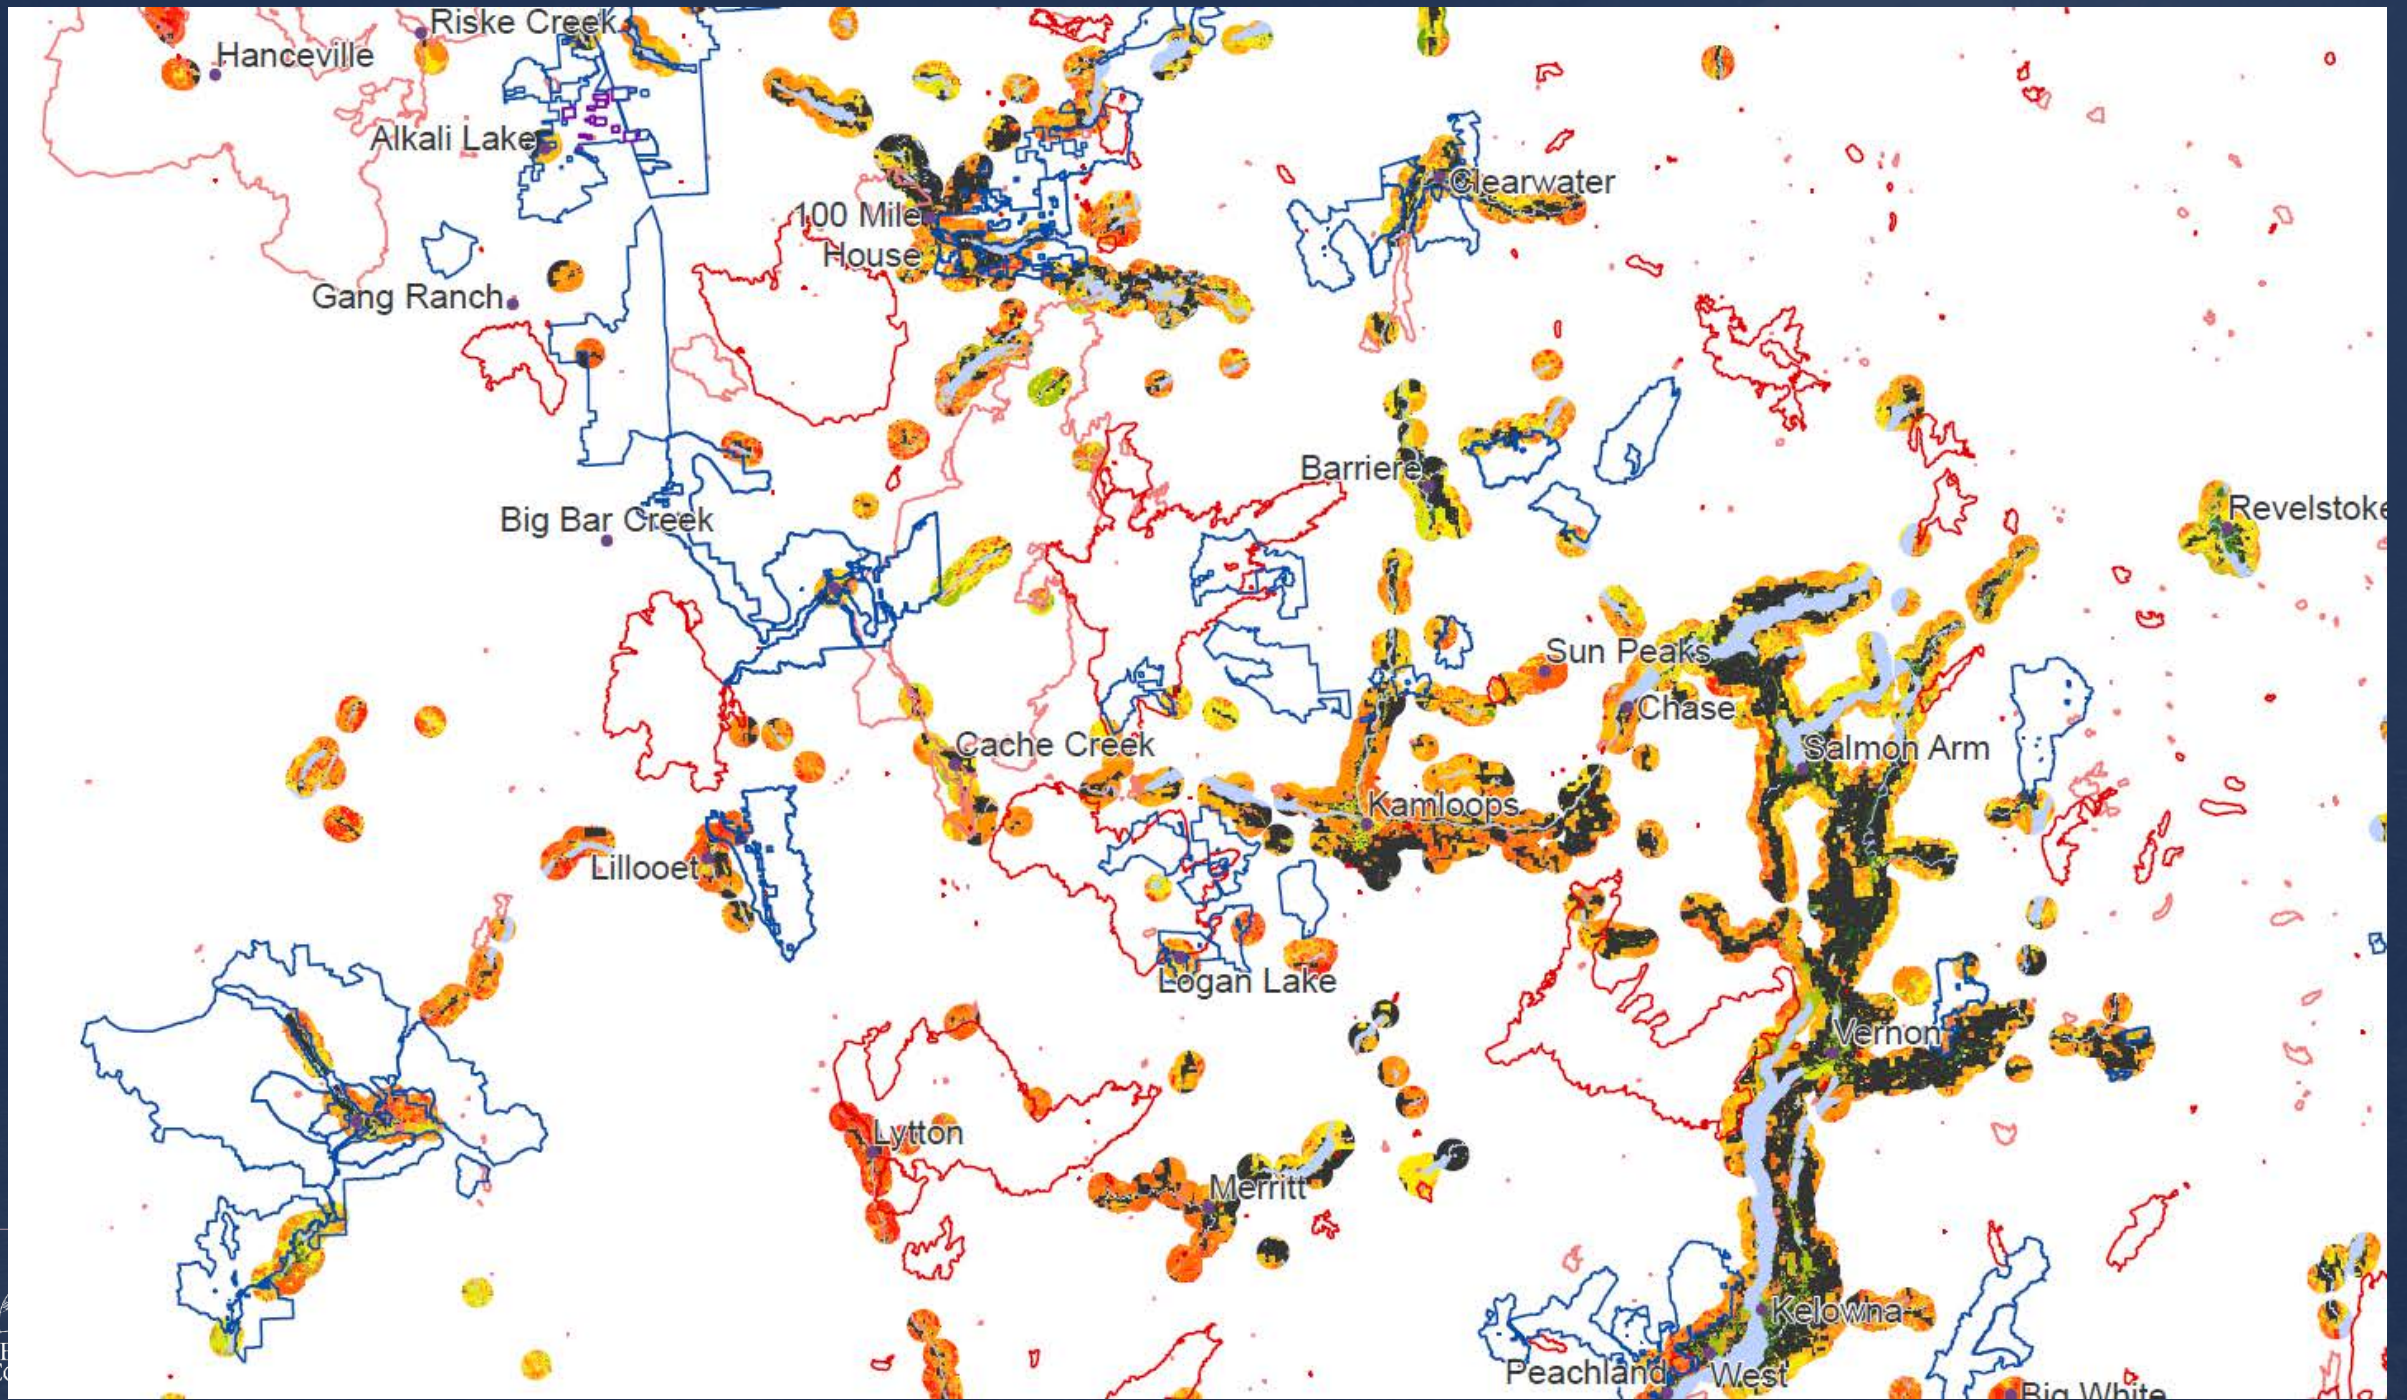 Riske Creek
Hanceville
Alkali Lake
Clearwater
100 Mile
House
Gang Ranch
Barriere
Revelstoke
Big Bar Creek
Sun Peaks
Chase
Cache Creek
Salmon Arm
Kamloops
Lillooet
Logan Lake
Vernon
Lytton
Merritt
Kelowna
Peachland
West
Big White